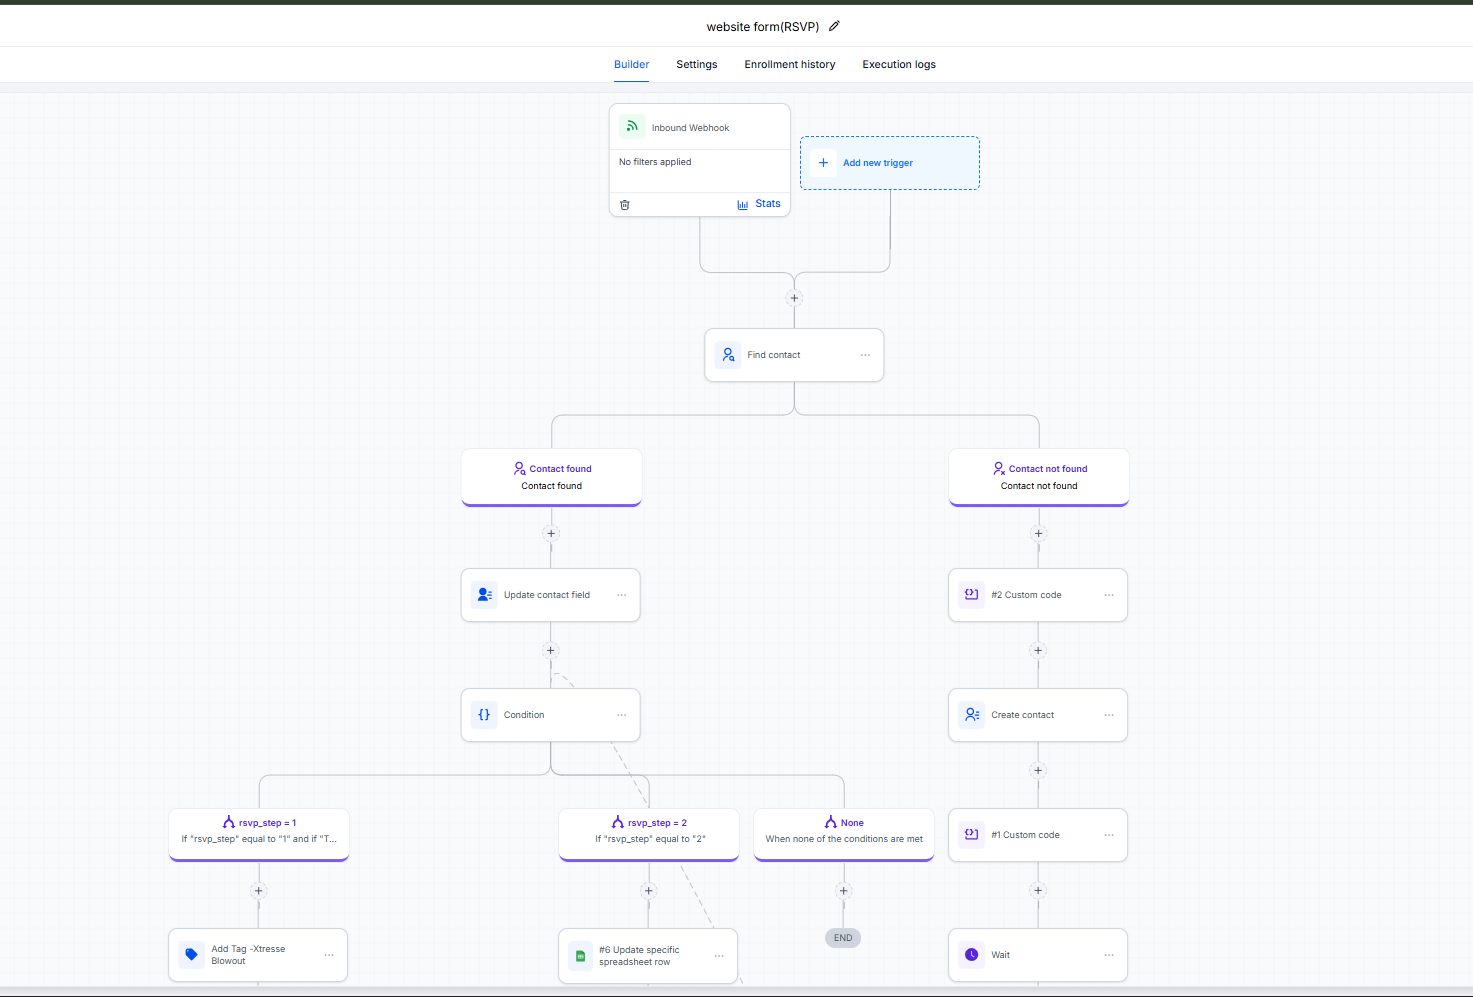 website form(RSVP)
Builder
Settings
Enrollment history
Execution logs
Inbound Webhook
No filters applied
Stats
Add new trigger
Find contact
Contact found
Contact found
Contact not found
Contact not found
Update contact field
#2 Custom code
Condition
Create contact
rsvp_step = 1
If "rsvp_step" equal to "1" and if "T...
rsvp_step = 2
If "rsvp_step" equal to "2"
None
When none of the conditions are met
#1 Custom code
Add Tag -Xtresse
Blowout
#6 Update specific
spreadsheet row
END
Wait